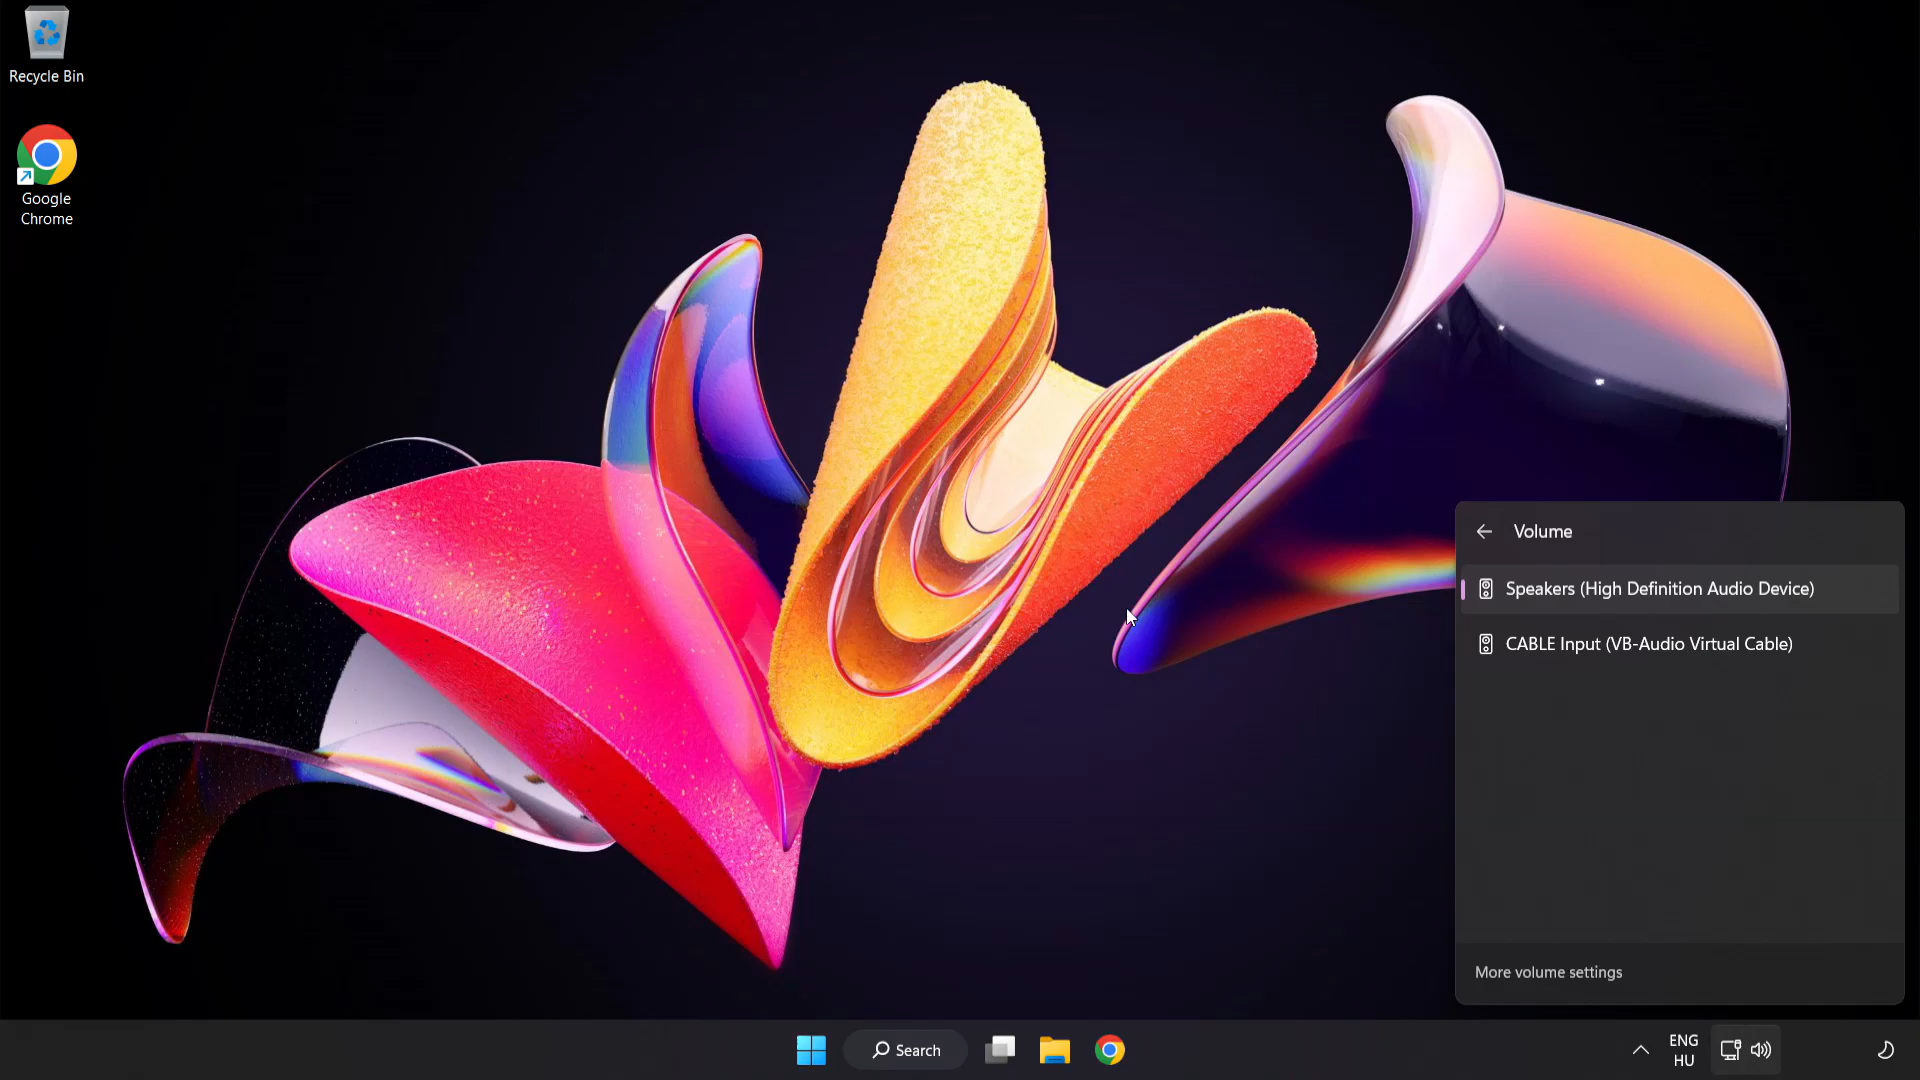 Recycle Bin
Google
Chrome
Volume
Speakers (High Definition Audio Device)
CABLE Input (VB-Audio Virtual Cable)
More volume settings
Search
ENG
HU